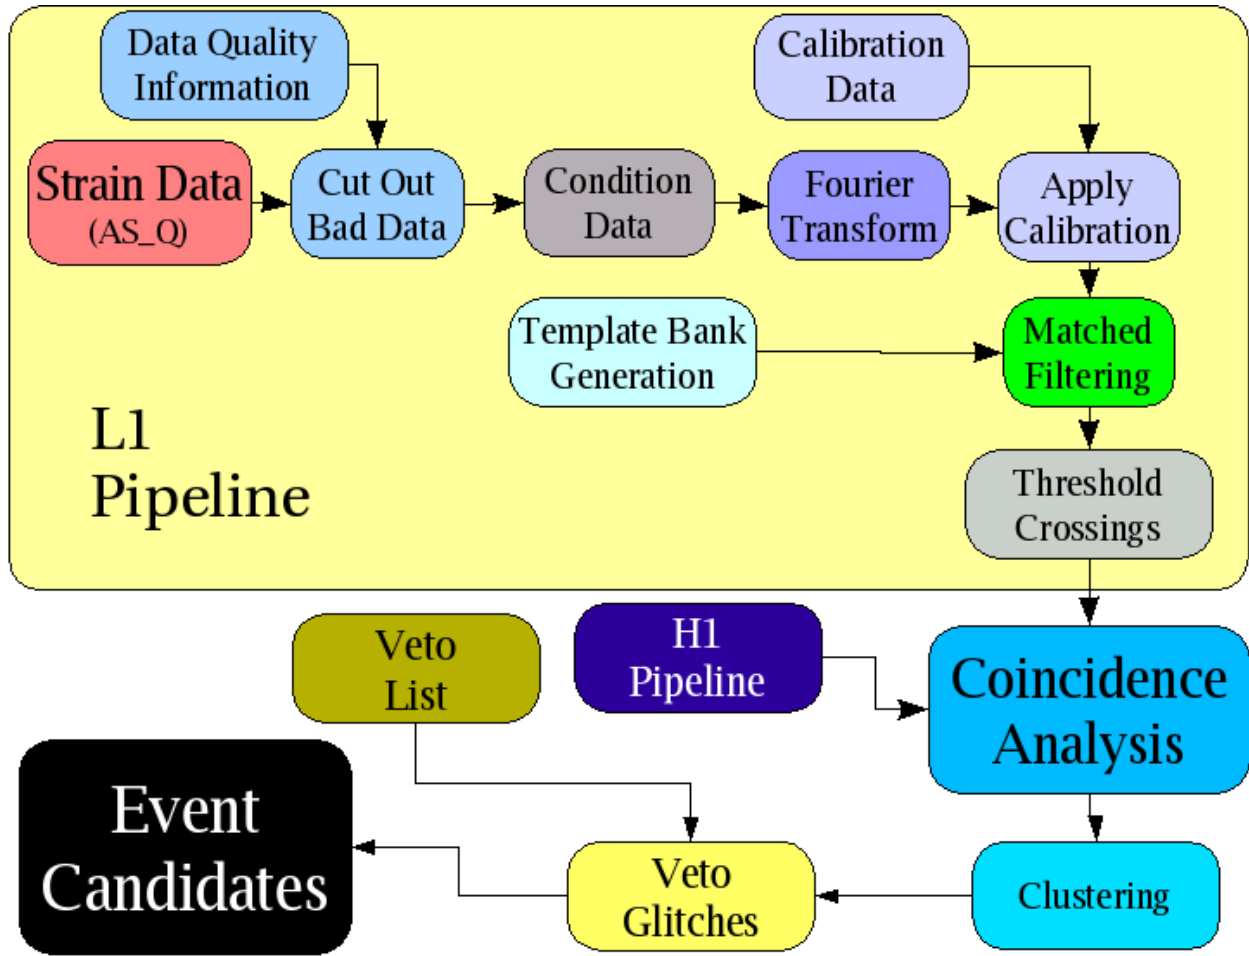 Data Quality
Information
Calibration
Data
Strain Data
(AS_Q)
Cut Out
Bad Data
Condition
Data
Fourier
Transform
Apply
Calibration
Template Bank
Generation
Matched
Filtering
L1
Pipeline
Threshold
Crossings
Veto
List
H1
Pipeline
Coincidence
Analysis
Event
Candidates
Veto
Glitches
Clustering